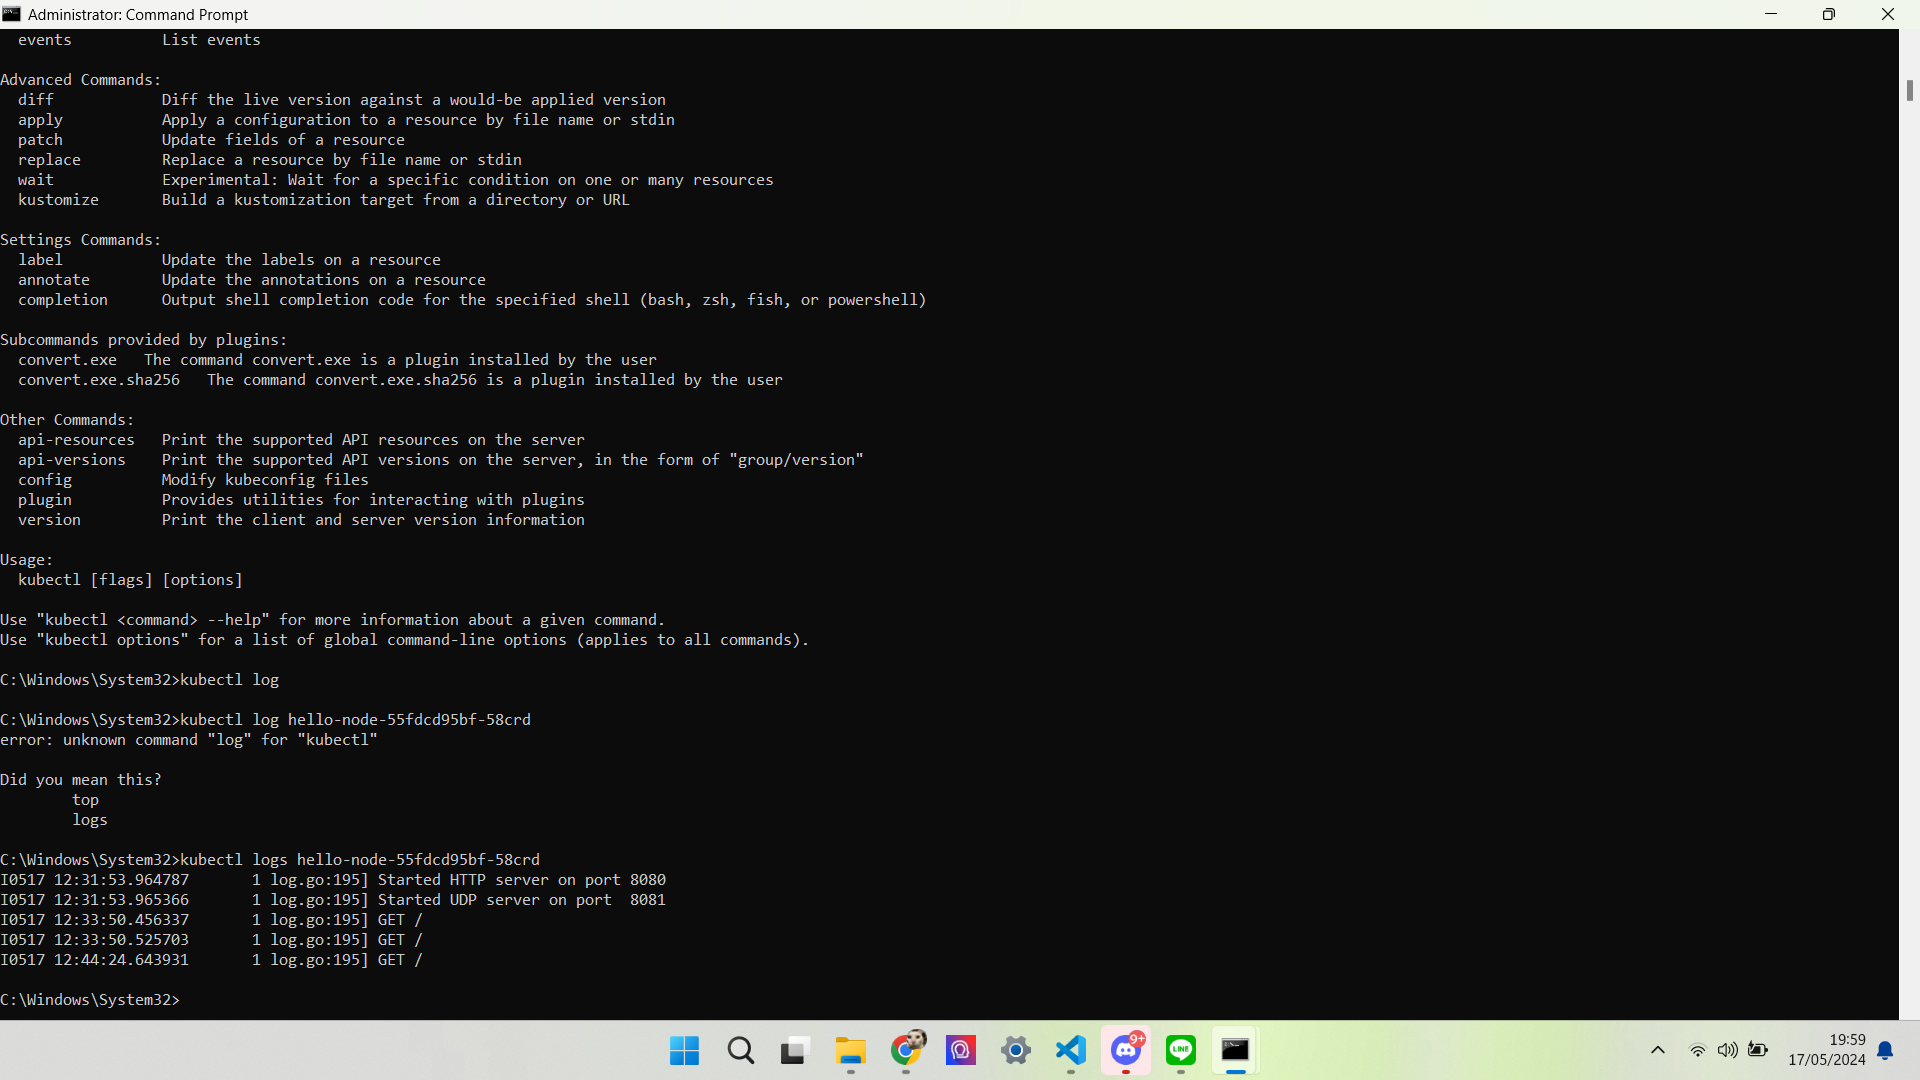 Administrator: Command Prompt
events          List events
Advanced Commands:
diff            Diff the live version against a would-be applied version
apply           Apply a configuration to a resource by file name or stdin
patch           Update fields of a resource
replace         Replace a resource by file name or stdin
wait            Experimental: Wait for a specific condition on one or many resources
kustomize       Build a kustomization target from a directory or URL
Settings Commands:
label           Update the labels on a resource
annotate        Update the annotations on a resource
completion      Output shell completion code for the specified shell (bash, zsh, fish, or powershell)
Subcommands provided by plugins:
convert.exe   The command convert.exe is a plugin installed by the user
convert.exe.sha256   The command convert.exe.sha256 is a plugin installed by the user
Other Commands:
api-resources   Print the supported API resources on the server
api-versions    Print the supported API versions on the server, in the form of "group/version"
config          Modify kubeconfig files
plugin          Provides utilities for interacting with plugins
version         Print the client and server version information
Usage:
kubectl [flags] [options]
Use "kubectl <command> --help" for more information about a given command.
Use "kubectl options" for a list of global command-line options (applies to all commands).
C:\Windows\System32>kubectl log
C:\Windows\System32>kubectl log hello-node-55fdcd95bf-58crd
error: unknown command "log" for "kubectl"
Did you mean this?
top
logs
C:\Windows\System32>kubectl logs hello-node-55fdcd95bf-58crd
I0517 12:31:53.964787       1 log.go:195] Started HTTP server on port 8080
I0517 12:31:53.965366       1 log.go:195] Started UDP server on port  8081
I0517 12:33:50.456337       1 log.go:195] GET /
I0517 12:33:50.525703       1 log.go:195] GET /
I0517 12:44:24.643931       1 log.go:195] GET /
C:\Windows\System32>
9+
LINE
19:59
17/05/2024